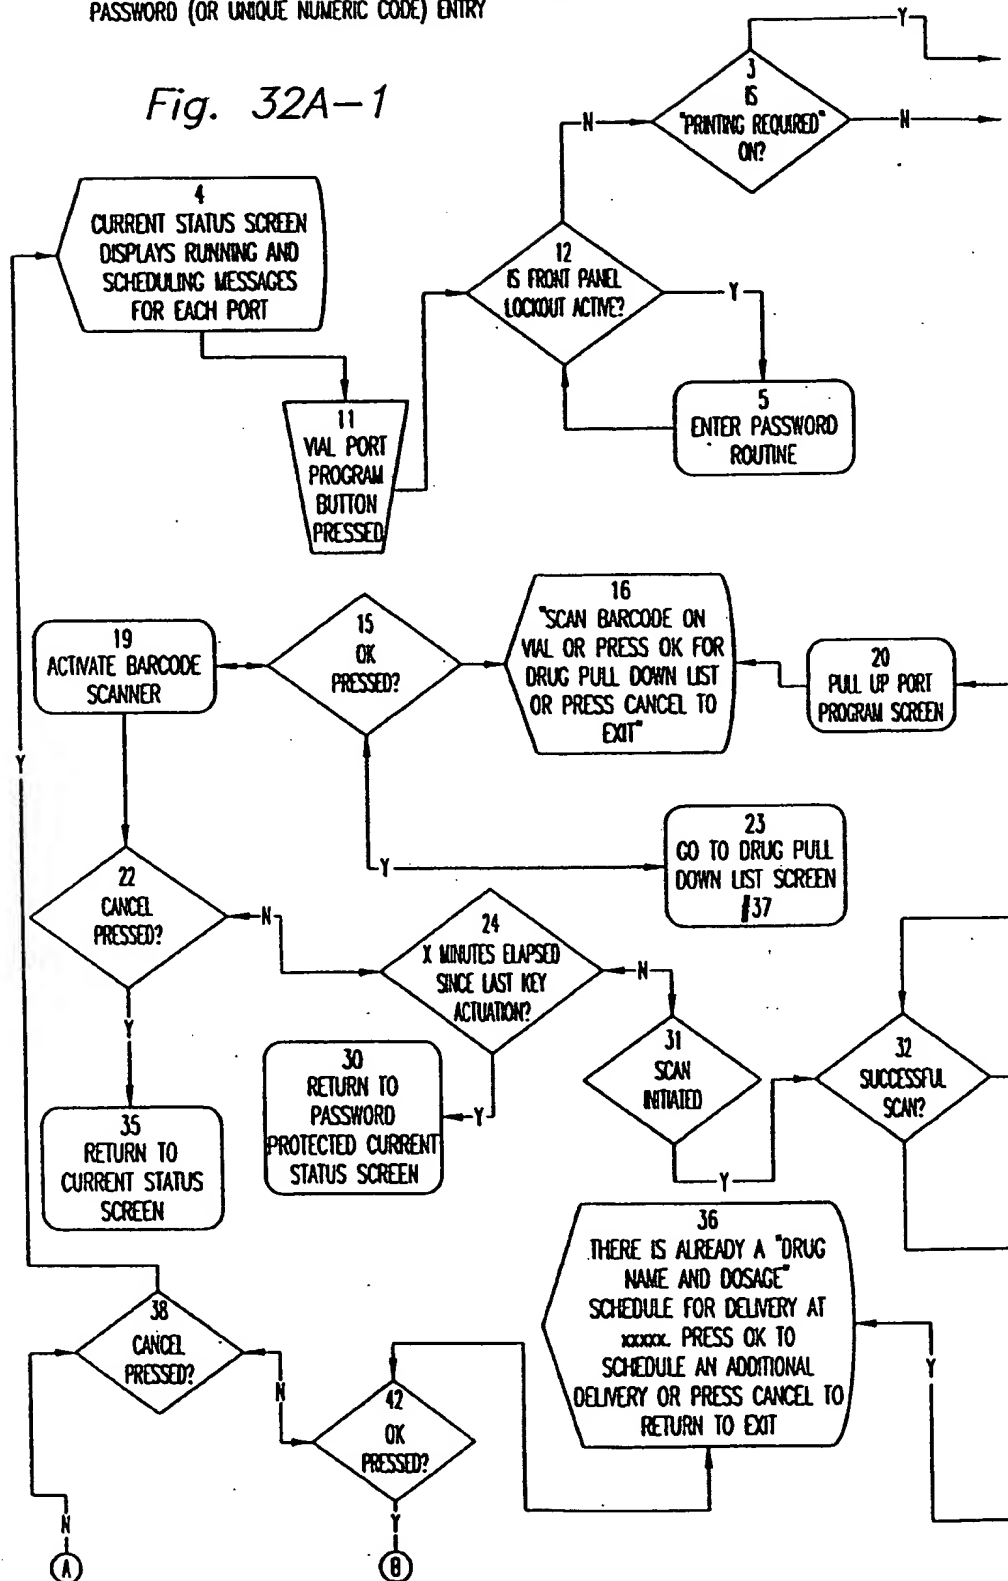 PASSWORD (OR UNIQUE NUMERIC CODE) ENTRY
Fig. 32A-1
Y
3
IS
"PRINTING REQUIRED"
ON?
N
N
4
CURRENT STATUS SCREEN
DISPLAYS RUNNING AND
SCHEDULING MESSAGES
FOR EACH PORT
12
IS FRONT PANEL
LOCKOUT ACTIVE?
Y
5
ENTER PASSWORD
ROUTINE
11
VIAL PORT
PROGRAM
BUTTON
PRESSED
19
ACTIVATE BARCODE
SCANNER
15
OK
PRESSED?
16
"SCAN BARCODE ON
VIAL OR PRESS OK FOR
DRUG PULL DOWN LIST
OR PRESS CANCEL TO
EXIT"
20
PULL UP PORT
PROGRAM SCREEN
Y
Y
23
GO TO DRUG PULL
DOWN LIST SCREEN
#37
22
CANCEL
PRESSED?
N
24
X MINUTES ELAPSED
SINCE LAST KEY
ACTUATION?
N
Y
31
SCAN
INITIATED
32
SUCCESSFUL
SCAN?
30
RETURN TO
PASSWORD
PROTECTED CURRENT
STATUS SCREEN
Y
Y
35
RETURN TO
CURRENT STATUS
SCREEN
36
THERE IS ALREADY A "DRUG
NAME AND DOSAGE"
SCHEDULE FOR DELIVERY AT
xxxxx. PRESS OK TO
SCHEDULE AN ADDITIONAL
DELIVERY OR PRESS CANCEL TO
RETURN TO EXIT
Y
38
CANCEL
PRESSED?
N
42
OK
PRESSED?
N
Y
A
B